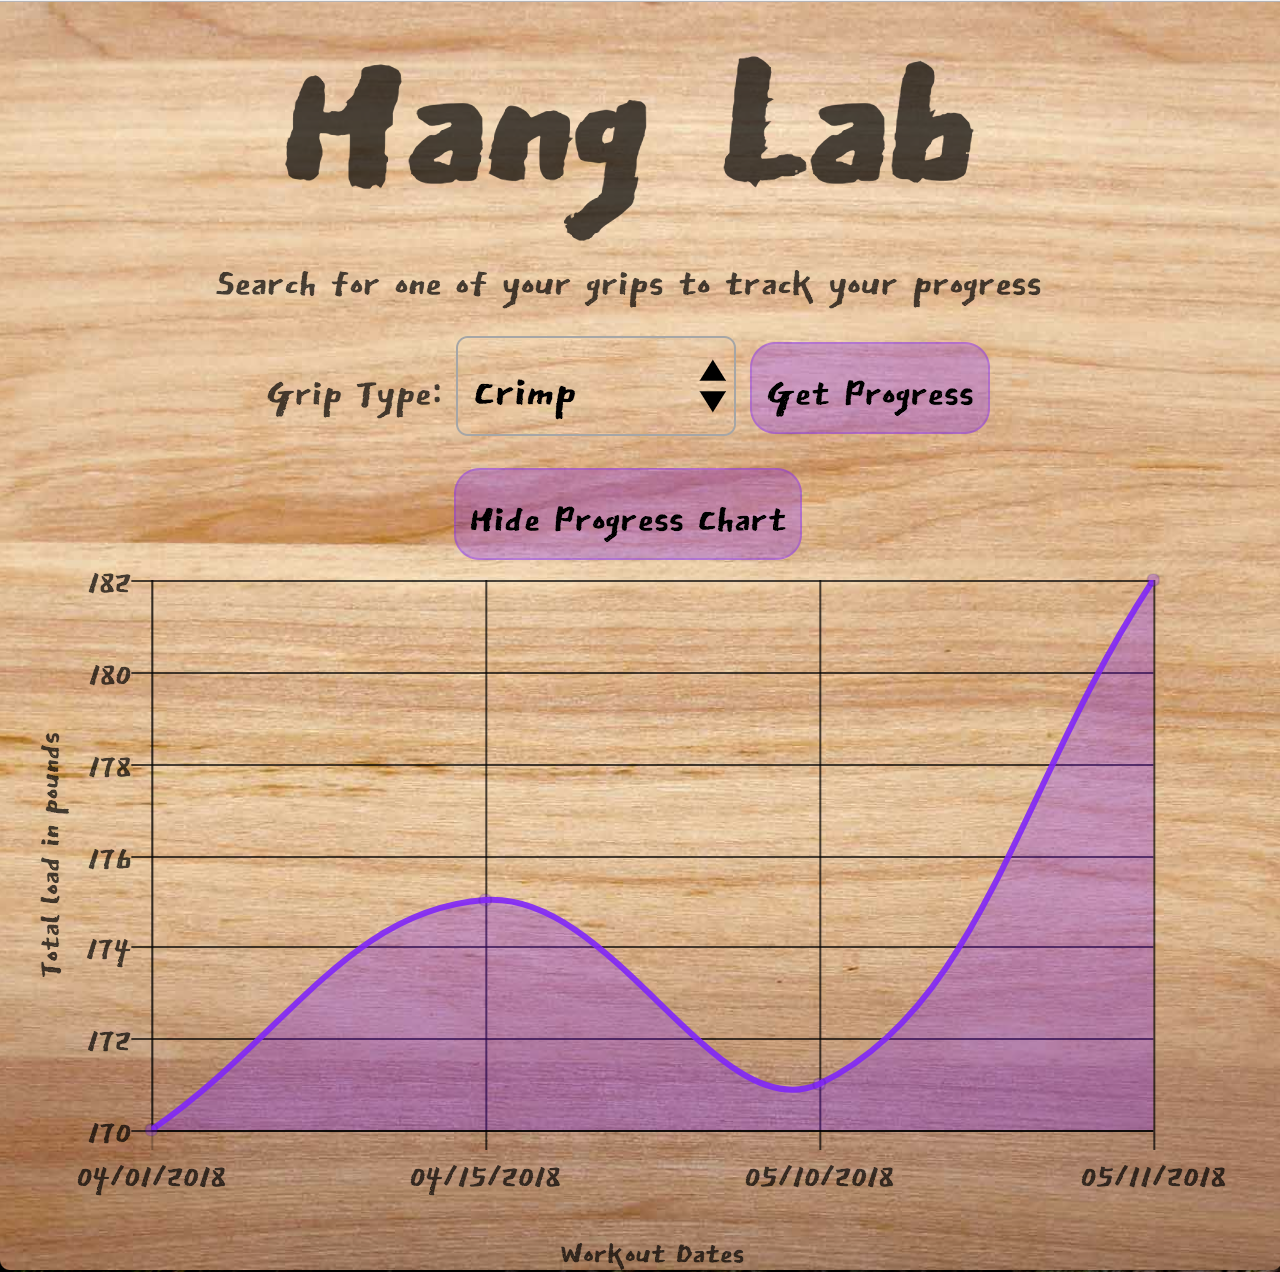 Hang Lab
Search for one of your grips to track your progress
Grip Type: Crimp Get Progress
Hide Progress Chart
182
180
178
176
174
172
170
Total load in pounds
04/01/2018 04/15/2018 05/10/2018 05/11/2018
Workout Dates